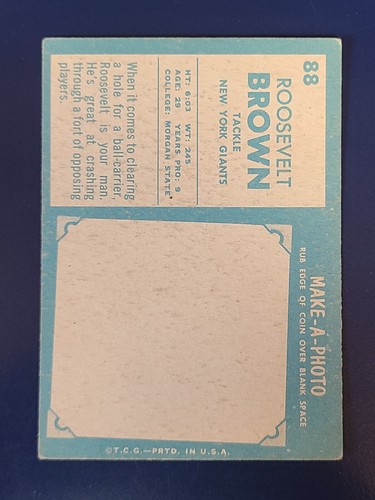 88
ROOSEVELT
BROWN
TACKLE
NEW YORK GIANTS
HT: 6:03 WT: 245
AGE: 29 YEARS PRO: 9
COLLEGE: MORGAN STATE
When it comes to clearing
a hole for a ball-carrier,
Roosevelt is your man.
He's great at crashing
through a fort of opposing
players.
MAKE-A-PHOTO
RUB EDGE OF COIN OVER BLANK SPACE
©T.C.G.—PRTD. IN U.S.A.